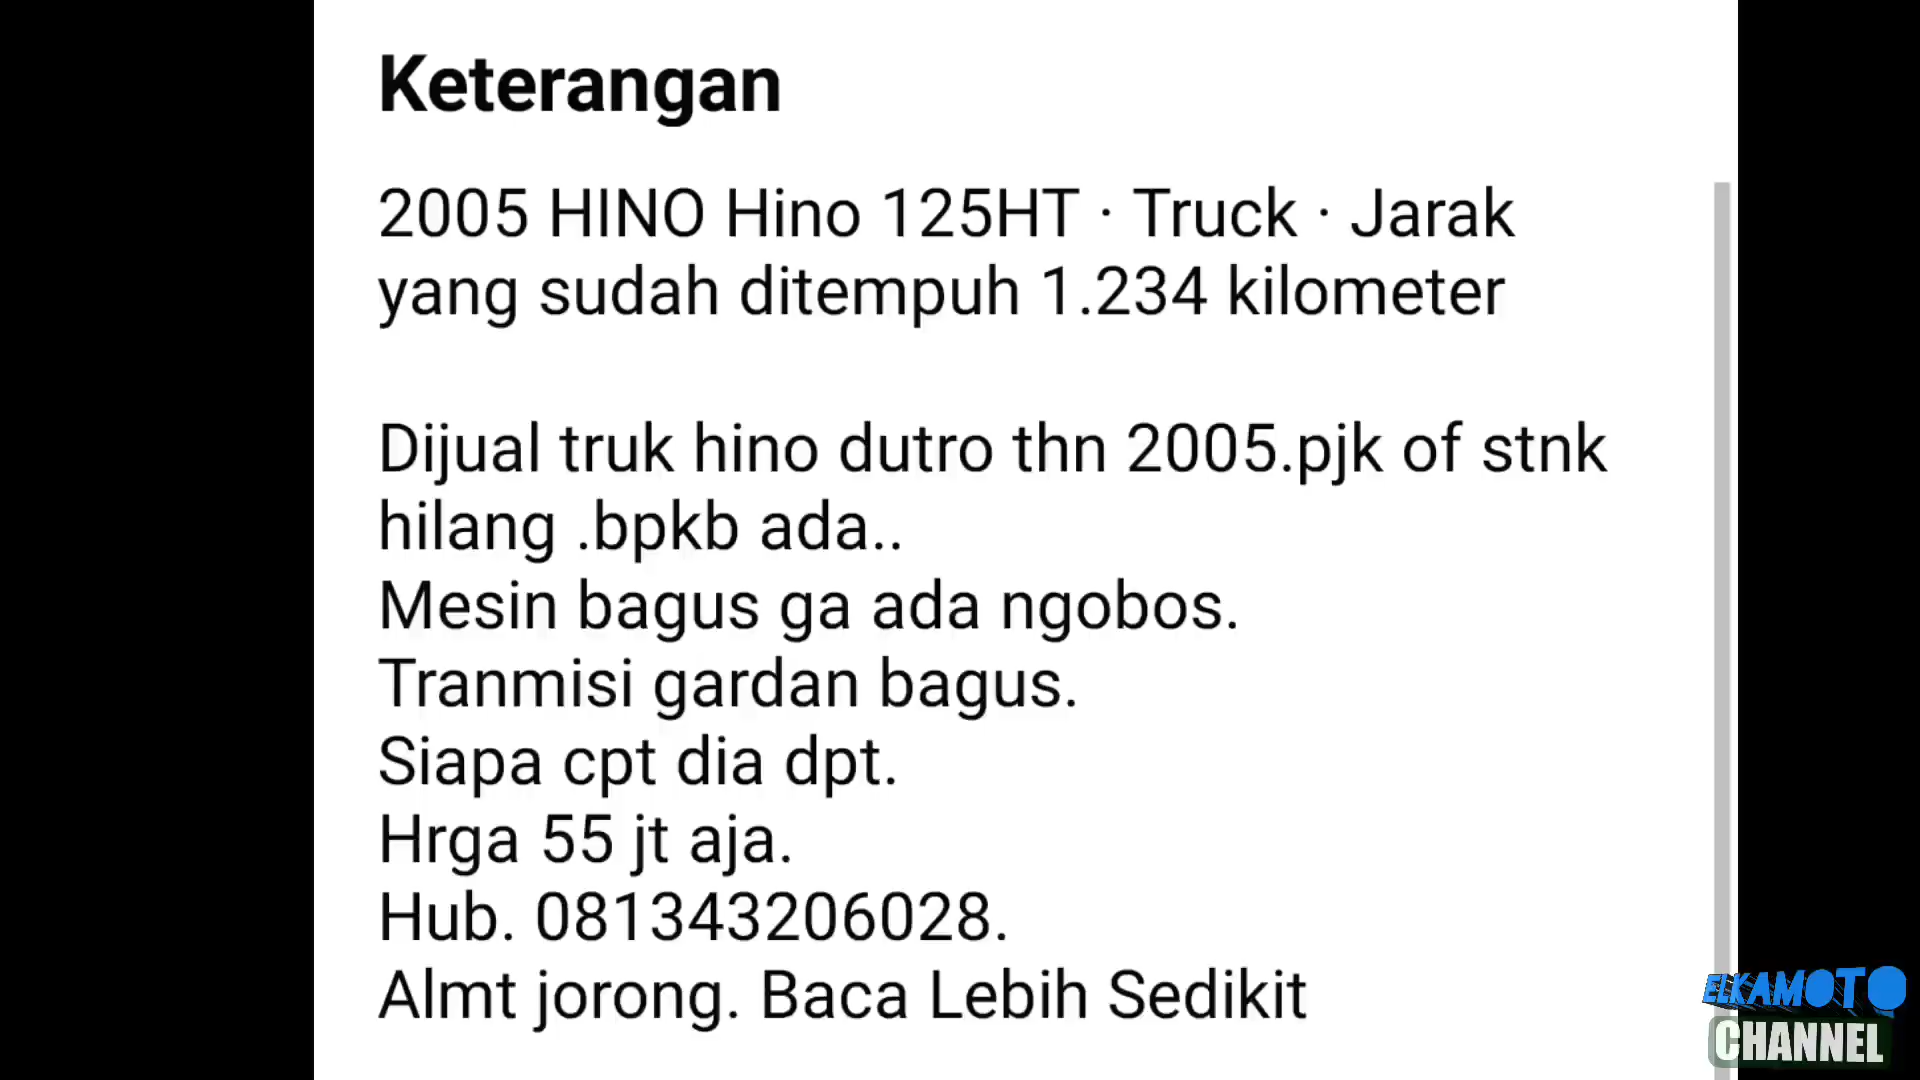 Keterangan
2005 HINO Hino 125HT · Truck · Jarak
yang sudah ditempuh 1.234 kilometer
Dijual truk hino dutro thn 2005.pjk of stnk
hilang .bpkb ada..
Mesin bagus ga ada ngobos.
Tranmisi gardan bagus.
Siapa cpt dia dpt.
Hrga 55 jt aja.
Hub. 081343206028.
Almt jorong. Baca Lebih Sedikit
ELKAMOTO
CHANNEL